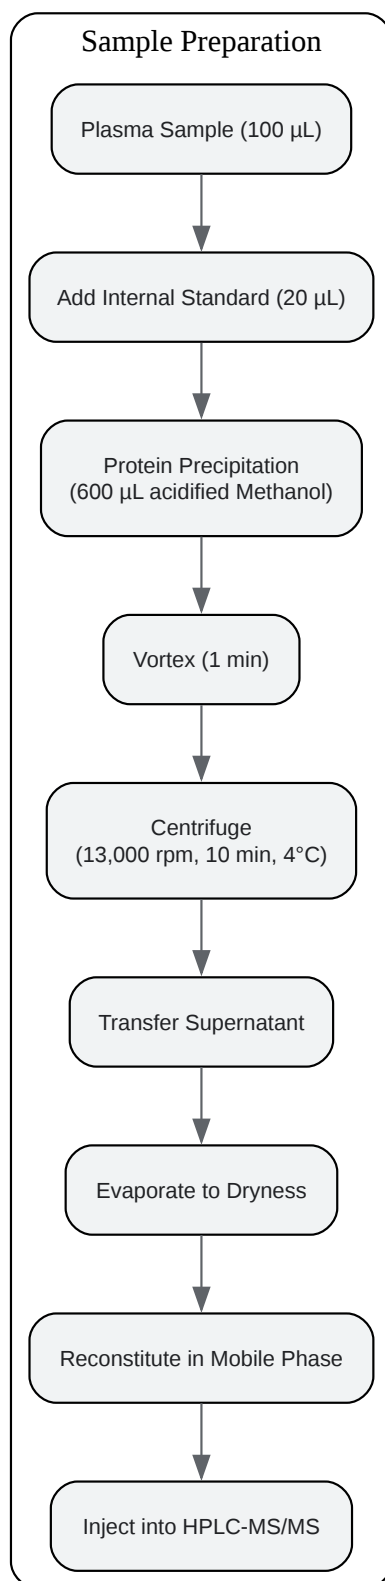 Sample Preparation
Plasma Sample (100 µL)
Add Internal Standard (20 µL)
Protein Precipitation
(600 µL acidified Methanol)
Vortex (1 min)
Centrifuge
(13,000 rpm, 10 min, 4°C)
Transfer Supernatant
Evaporate to Dryness
Reconstitute in Mobile Phase
Inject into HPLC-MS/MS